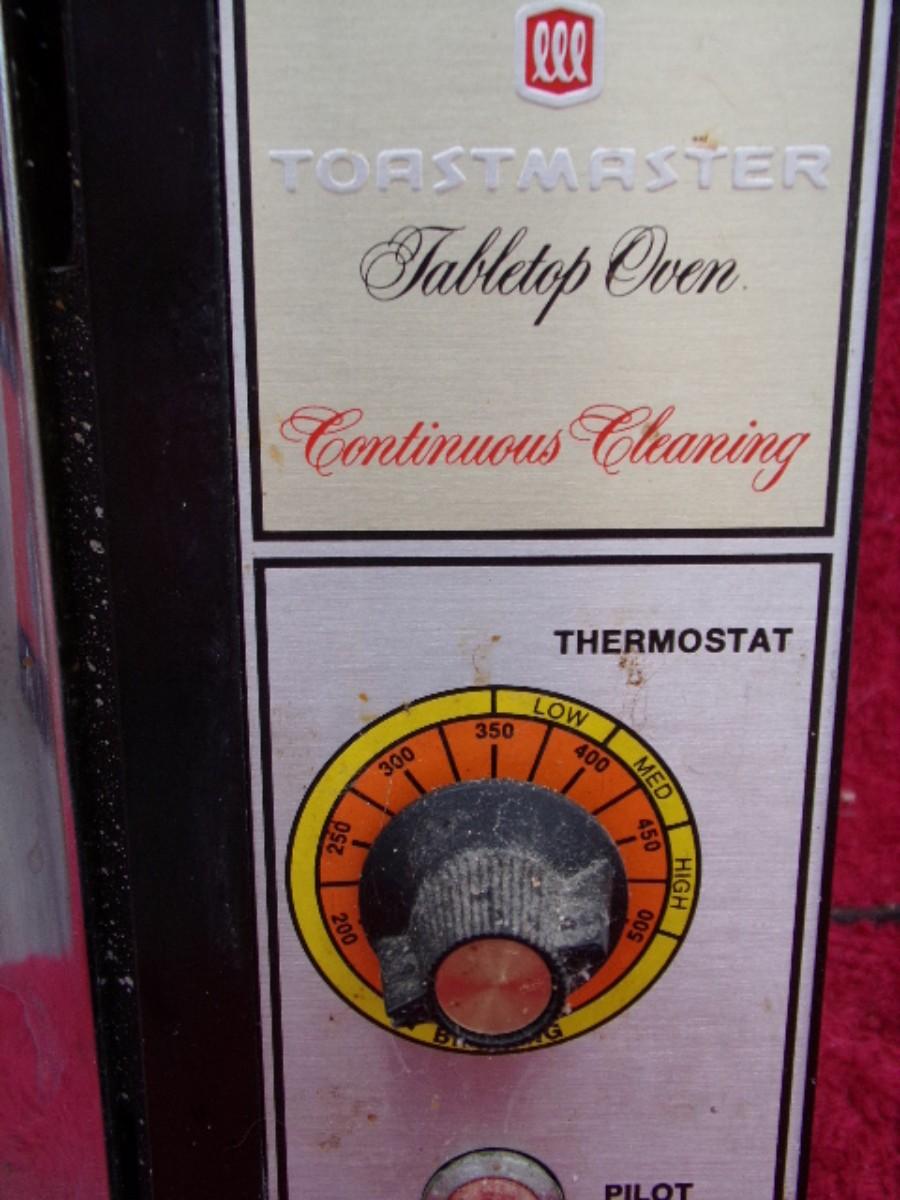 TOASTMASTER
Tabletop Oven
Continuous Cleaning
THERMOSTAT
LOW
MED
HIGH
200
250
300
350
400
450
500
PILOT